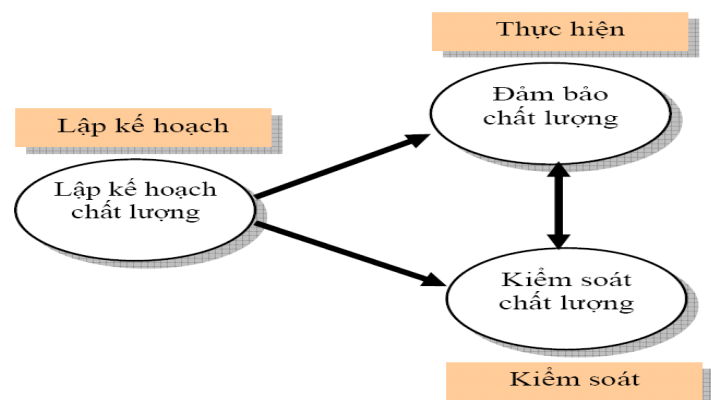 Thực hiện
Đảm bảo
chất lượng
Lập kế hoạch
Lập kế hoạch
chất lượng
Kiểm soát
chất lượng
Kiểm soát